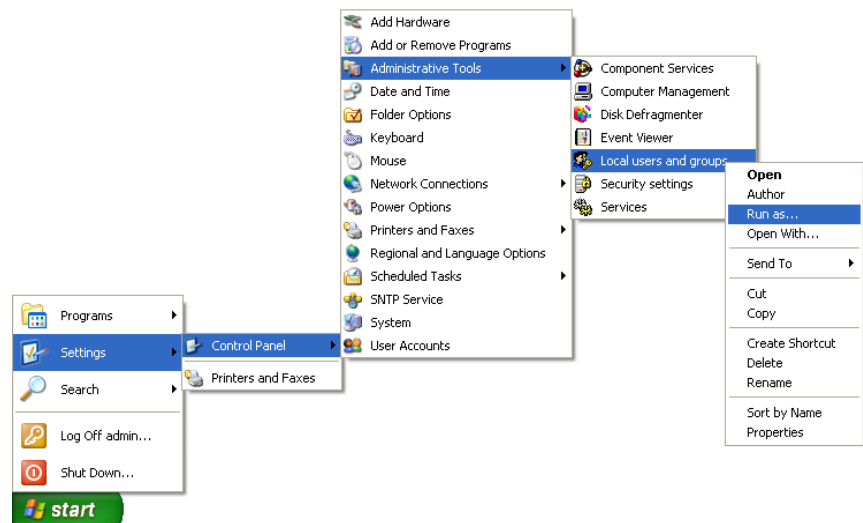 Add Hardware
Add or Remove Programs
Administrative Tools
Date and Time
Folder Options
Keyboard
Mouse
Network Connections
Power Options
Printers and Faxes
Regional and Language Options
Scheduled Tasks
SNTP Service
System
User Accounts
Component Services
Computer Management
Disk Defragmenter
Event Viewer
Local users and groups
Security settings
Services
Open
Author
Run as...
Open With...
Send To
Cut
Copy
Create Shortcut
Delete
Rename
Sort by Name
Properties
Programs
Settings
Search
Log Off admin...
Shut Down...
Control Panel
Printers and Faxes
start